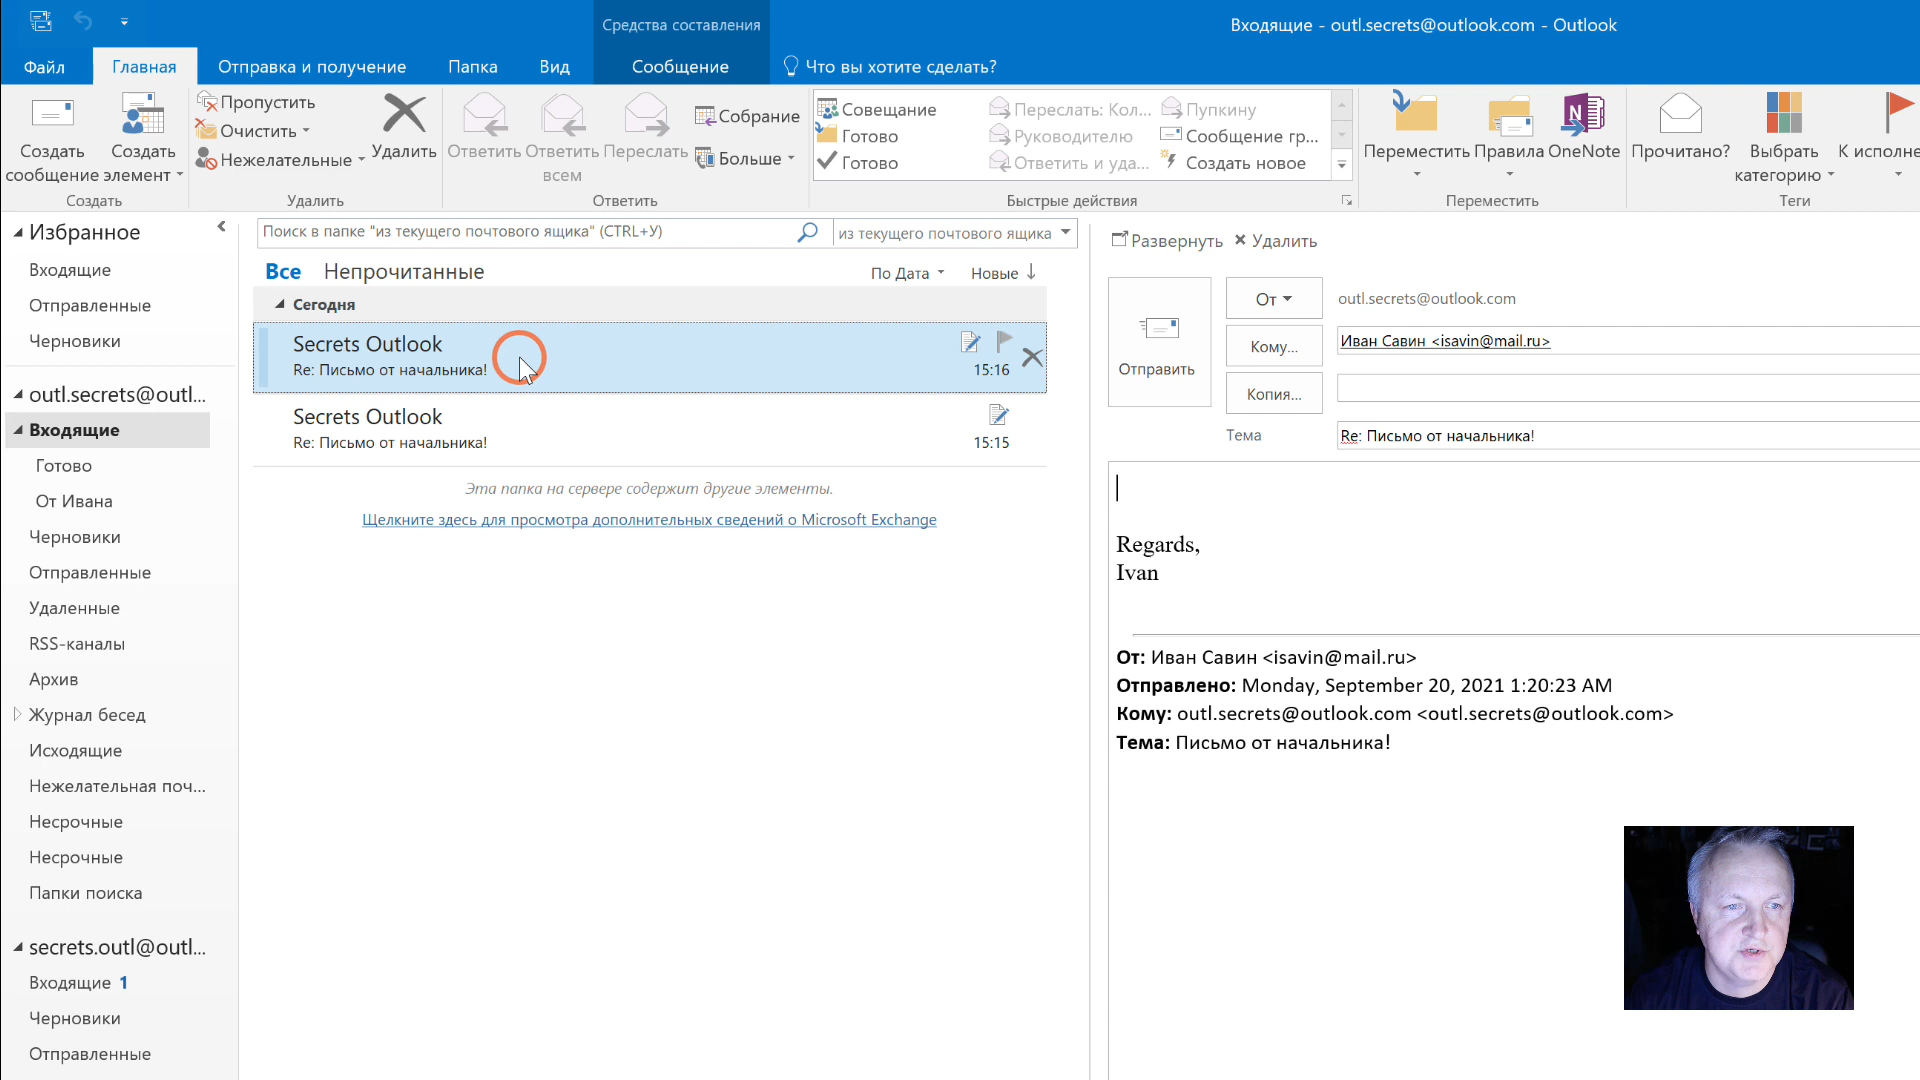 Средства составления
Входящие - outl.secrets@outlook.com - Outlook
Файл
Главная
Отправка и получение
Папка
Вид
Сообщение
Что вы хотите сделать?
Создать сообщение
Создать элемент
Создать
Пропустить
Очистить
Нежелательные
Удалить
Удалить
Ответить
Ответить всем
Переслать
Собрание
Больше
Ответить
Совещание
Готово
Готово
Переслать: Кол...
Руководителю
Ответить и уда...
Пупкину
Сообщение гр...
Создать новое
Быстрые действия
Переместить
Правила
OneNote
N
Переместить
Прочитано?
Выбрать категорию
К исполне
Теги
Избранное
Входящие
Отправленные
Черновики
outl.secrets@outl...
Входящие
Готово
От Ивана
Черновики
Отправленные
Удаленные
RSS-каналы
Архив
Журнал бесед
Исходящие
Нежелательная поч...
Несрочные
Несрочные
Папки поиска
secrets.outl@outl...
Входящие 1
Черновики
Отправленные
Поиск в папке "из текущего почтового ящика" (CTRL+У)
из текущего почтового ящика
Все
Непрочитанные
По Дата
Новые
Сегодня
Secrets Outlook
Re: Письмо от начальника!
15:16
Secrets Outlook
Re: Письмо от начальника!
15:15
Эта папка на сервере содержит другие элементы.
Щелкните здесь для просмотра дополнительных сведений о Microsoft Exchange
Развернуть
Удалить
Отправить
От
outl.secrets@outlook.com
Кому...
Иван Савин <isavin@mail.ru>
Копия...
Тема
Re: Письмо от начальника!
Regards,
Ivan
От: Иван Савин <isavin@mail.ru>
Отправлено: Monday, September 20, 2021 1:20:23 AM
Кому: outl.secrets@outlook.com <outl.secrets@outlook.com>
Тема: Письмо от начальника!